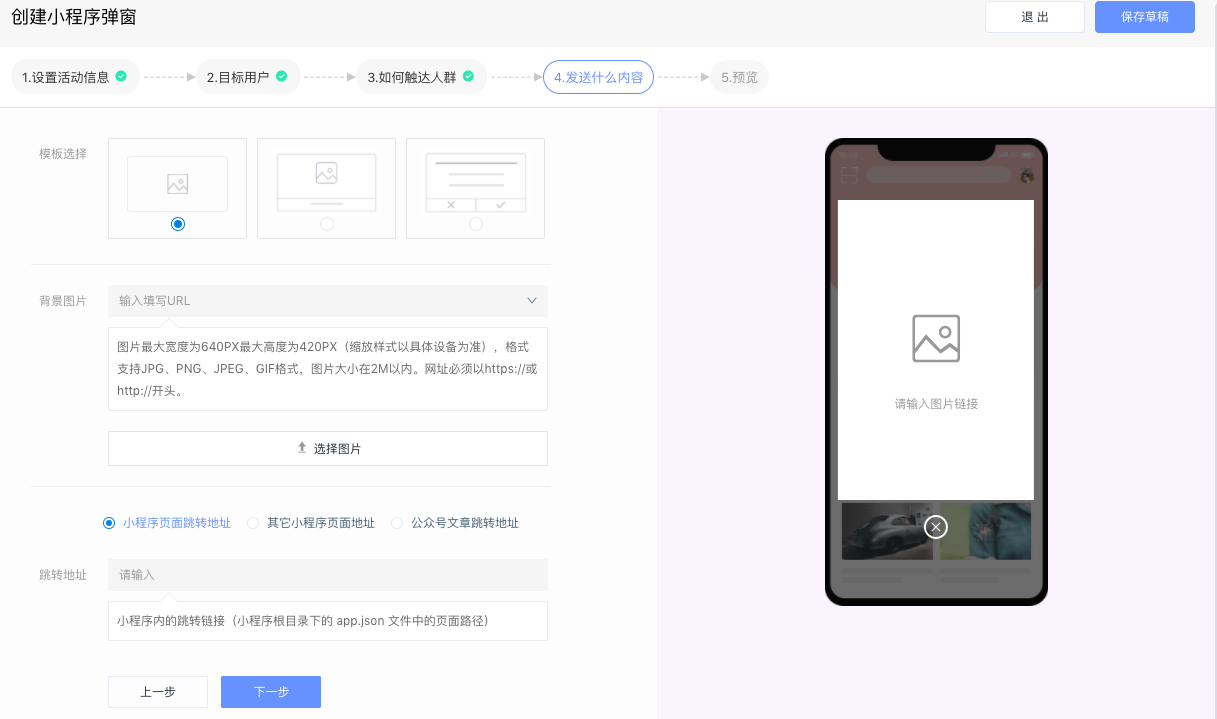 创建小程序弹窗
退 出
保存草稿
1.设置活动信息
2.目标用户
3.如何触达人群
4.发送什么内容
5.预览
模板选择
背景图片
输入填写URL
图片最大宽度为640PX最大高度为420PX（缩放样式以具体设备为准），格式
支持JPG、PNG、JPEG、GIF格式，图片大小在2M以内。网址必须以https://或
http://开头。
选择图片
小程序页面跳转地址
其它小程序页面地址
公众号文章跳转地址
跳转地址
请输入
小程序内的跳转链接（小程序根目录下的 app.json 文件中的页面路径）
上一步
下一步
请输入图片链接